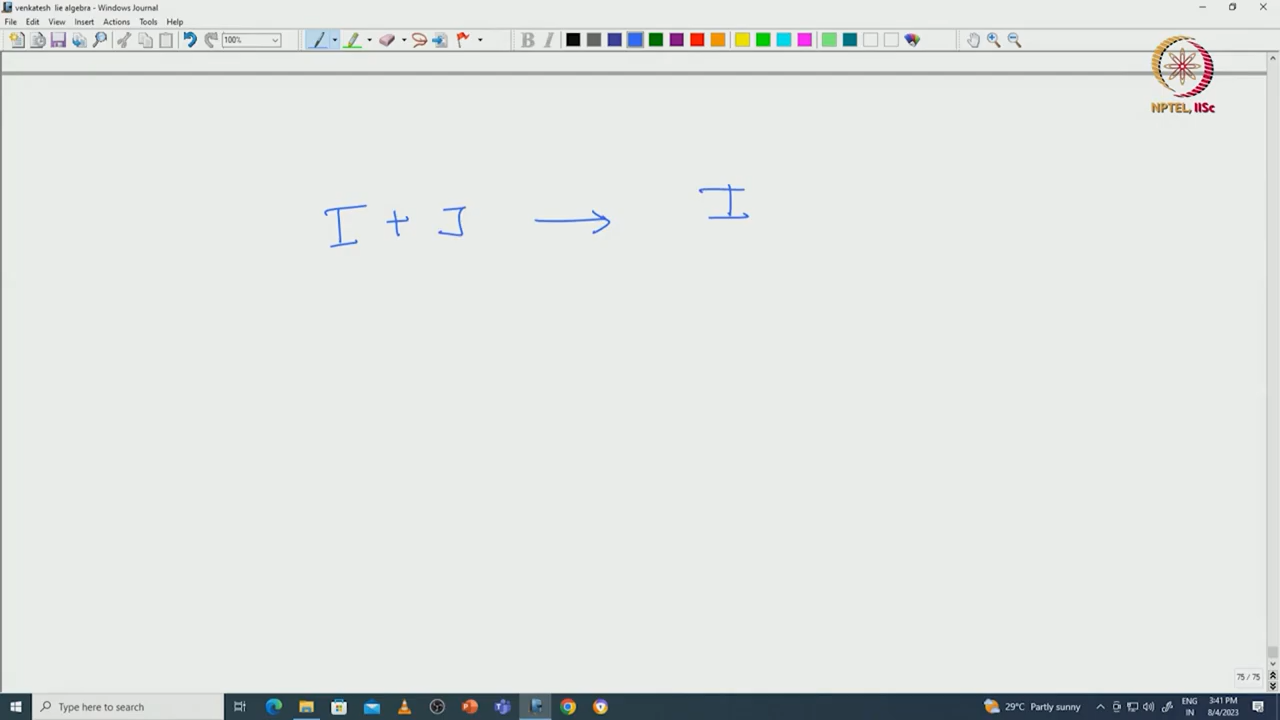 venkatesh lie algebra - Windows Journal
File Edit View Insert Actions Tools Help
100%
B I
NPTEL, IISc
I + J → I
75 / 75
Type here to search
29°C Partly sunny
ENG
IN
3:41 PM
8/4/2023